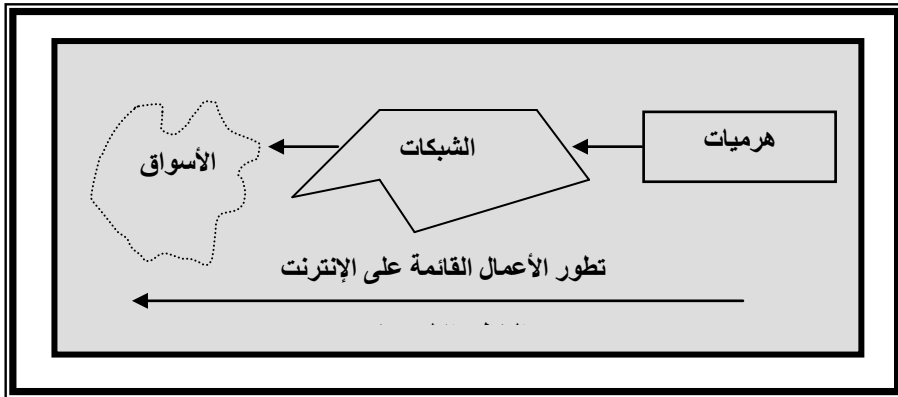 هرميات
الشبكات
الأسواق
تطور الأعمال القائمة على الإنترنت